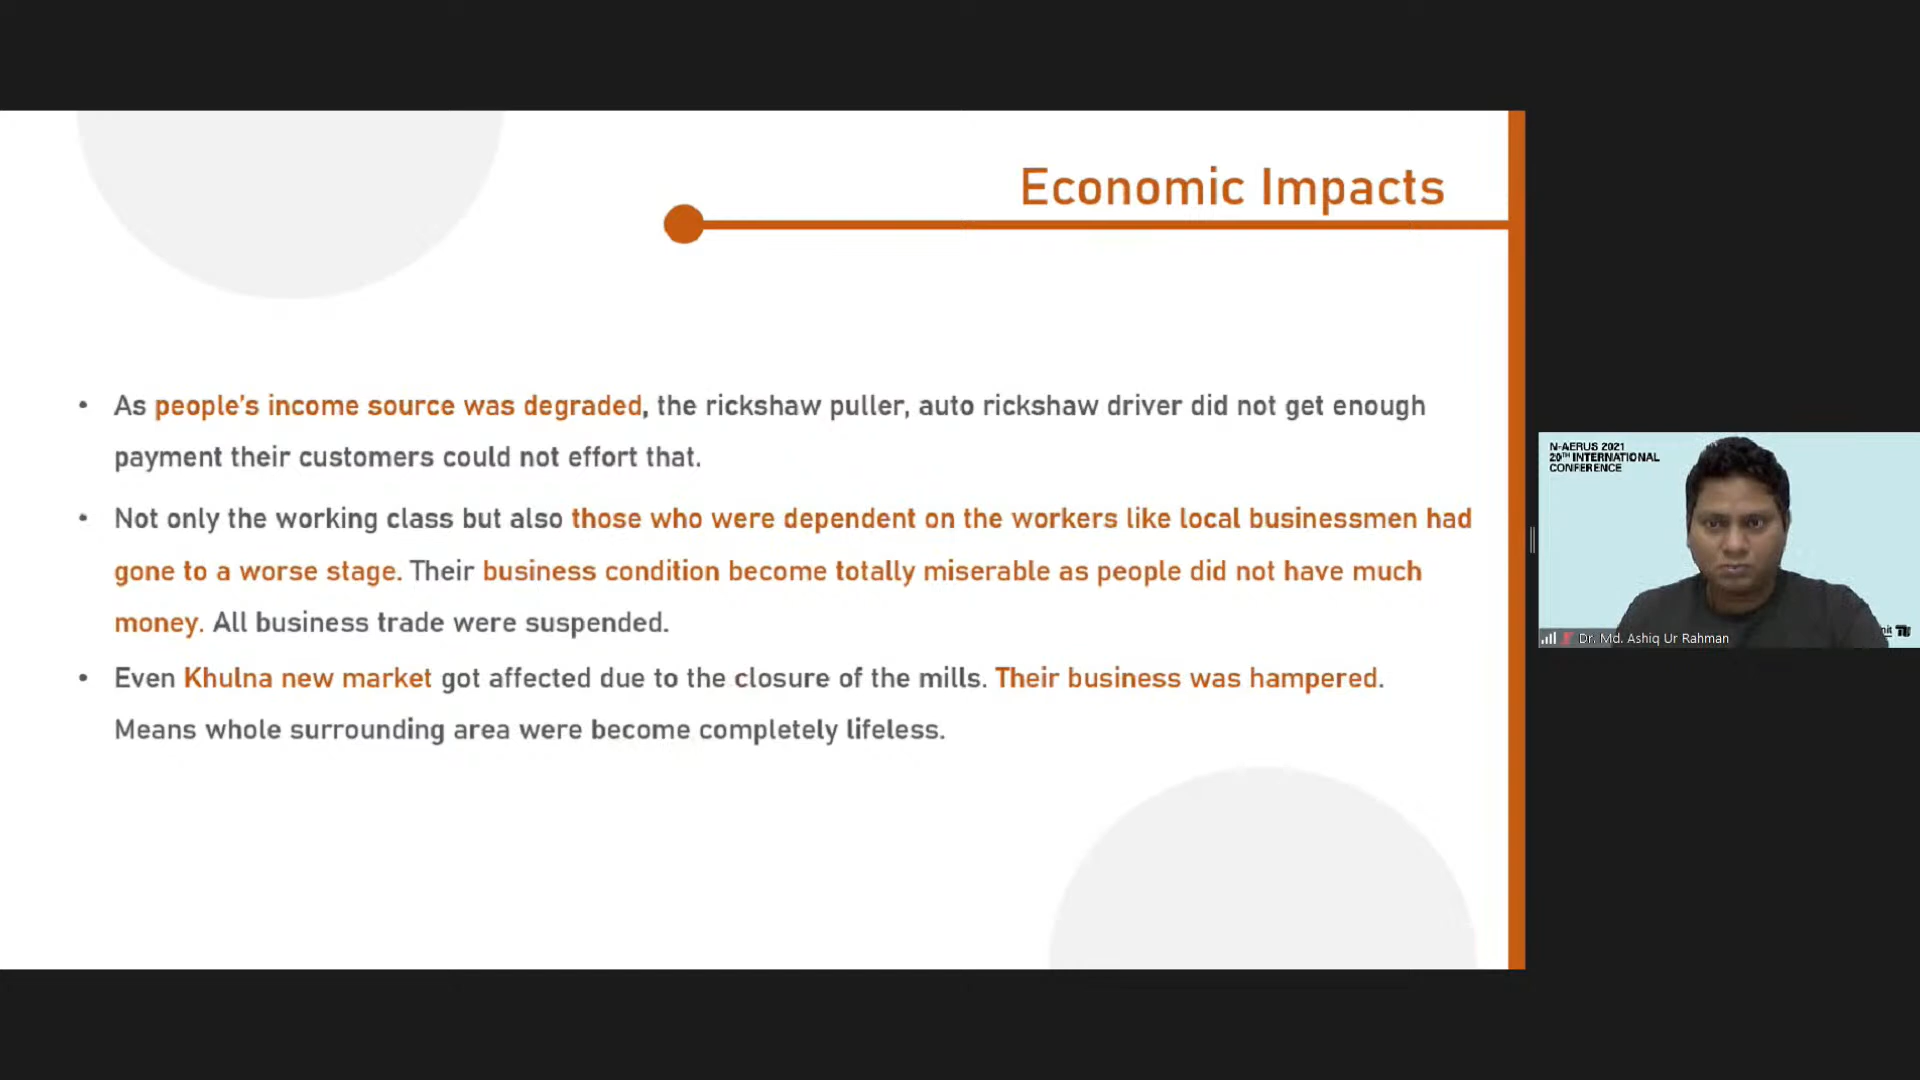 Economic Impacts
• As people's income source was degraded, the rickshaw puller, auto rickshaw driver did not get enough
payment their customers could not effort that.
• Not only the working class but also those who were dependent on the workers like local businessmen had
gone to a worse stage. Their business condition become totally miserable as people did not have much
money. All business trade were suspended.
• Even Khulna new market got affected due to the closure of the mills. Their business was hampered.
Means whole surrounding area were become completely lifeless.
N-AERUS 2021
20TH INTERNATIONAL
CONFERENCE
Dr. Md. Ashiq Ur Rahman